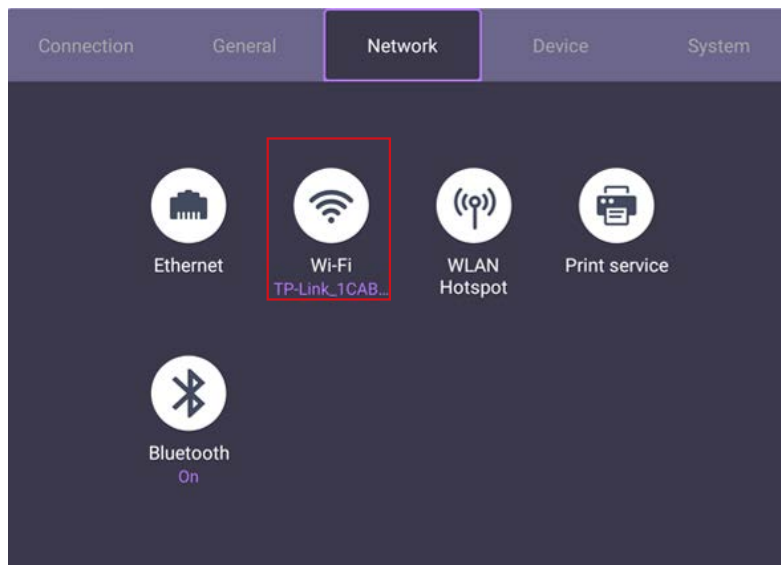 Connection General Network Device System
Ethernet Wi-Fi WLAN Print service
TP-Link_1CAB... Hotspot
Bluetooth
On